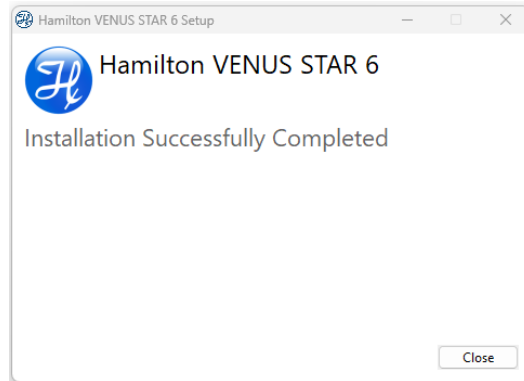 Hamilton VENUS STAR 6 Setup
Hamilton VENUS STAR 6
Installation Successfully Completed
Close